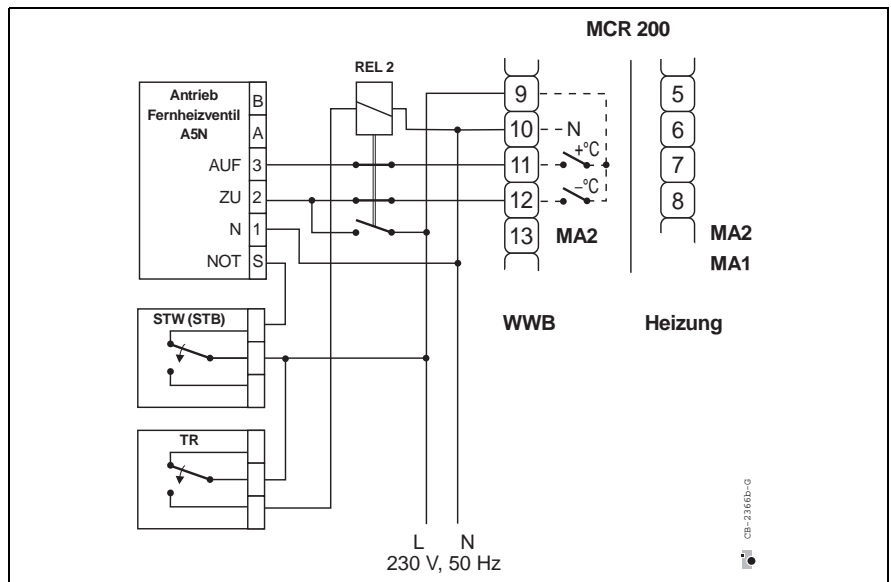 MCR 200
REL 2
Antrieb
Fernheizventil
A5N
B
A
AUF 3
ZU 2
N 1
NOT S
9
10 N
11 +°C
12 –°C
13 MA2
5
6
7
8
MA2
MA1
WWB Heizung
STW (STB)
TR
L N
230 V, 50 Hz
CB-2366b-G